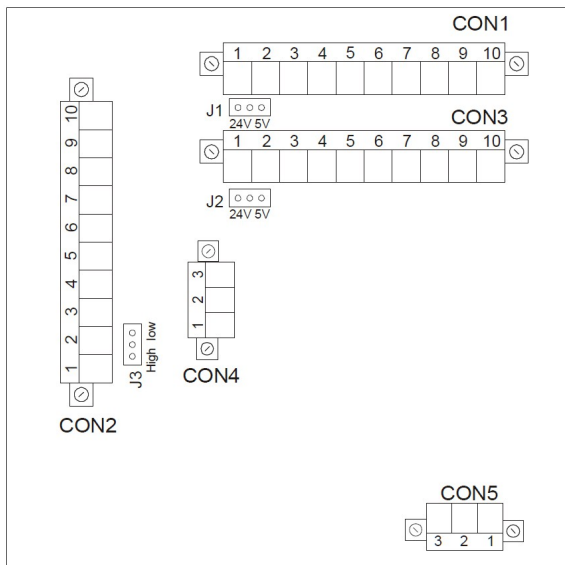 CON1
1 2 3 4 5 6 7 8 9 10
J1
24V 5V
CON3
1 2 3 4 5 6 7 8 9 10
J2
24V 5V
10 9 8 7 6 5 4 3 2 1
J3
High low
CON2
3 2 1
CON4
CON5
3 2 1